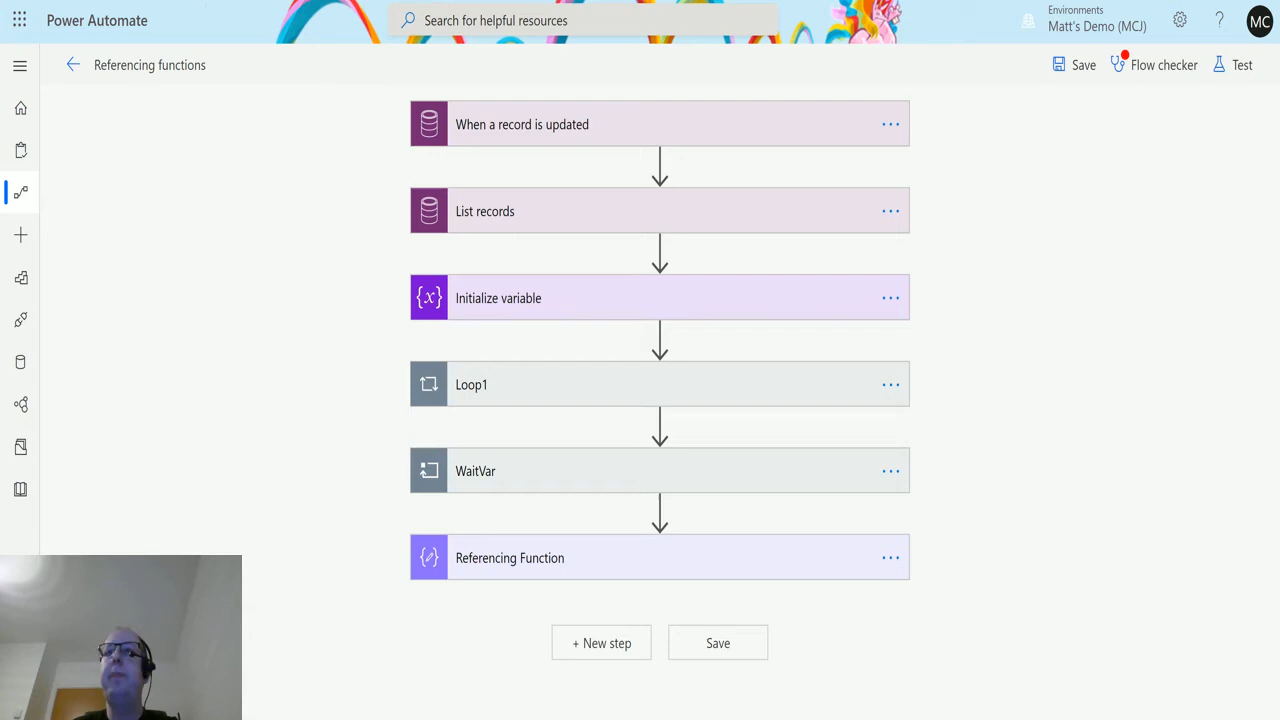 Power Automate
Search for helpful resources
Environments
Matt's Demo (MCJ)
MC
Referencing functions
Save
Flow checker
Test
When a record is updated
List records
{x}
Initialize variable
Loop1
WaitVar
Referencing Function
+ New step
Save